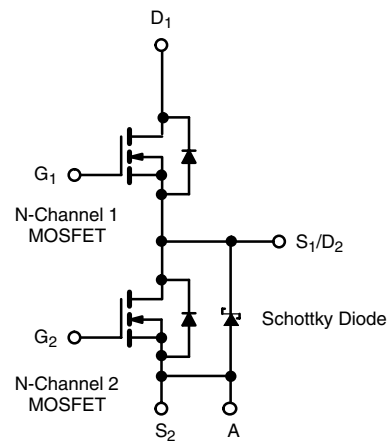 D1
G1
N-Channel 1
MOSFET
S1/D2
Schottky Diode
G2
N-Channel 2
MOSFET
S2
A